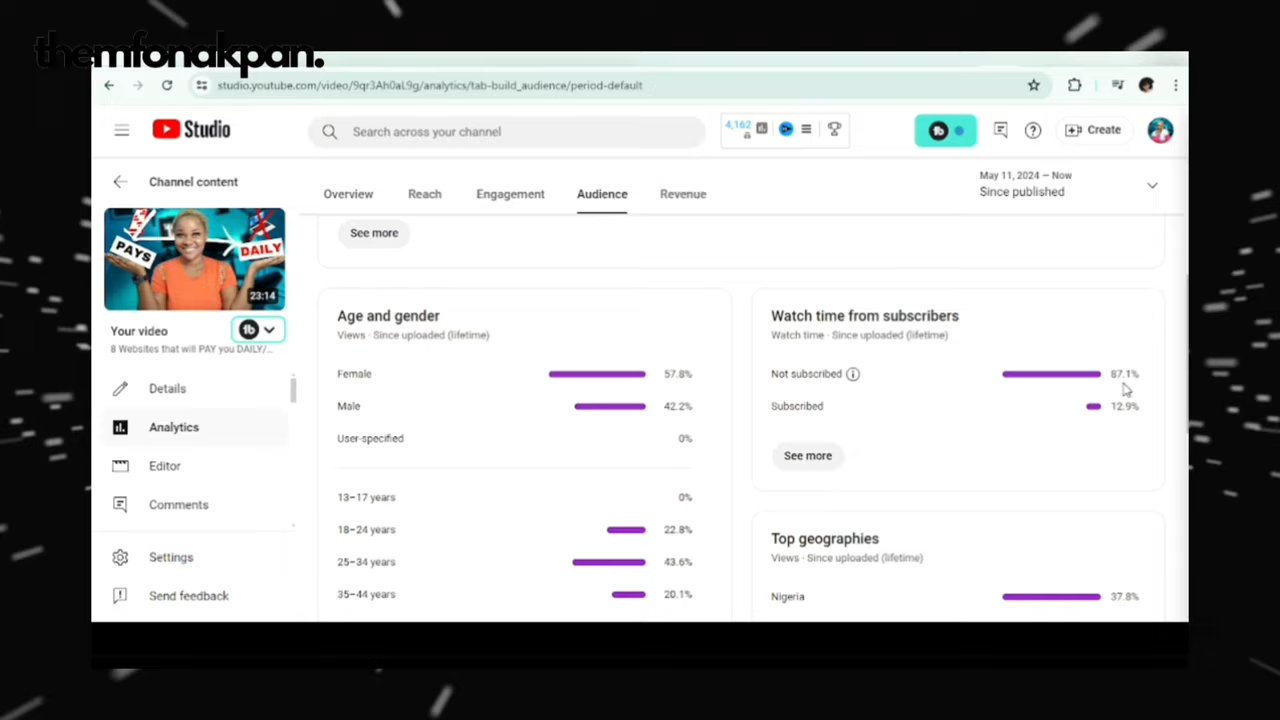 themfonakpan.
studio.youtube.com/video/9qr3Ah0aL9g/analytics/tab-build_audience/period-default
Studio
Search across your channel
4,162
Create
Channel content
Overview
Reach
Engagement
Audience
Revenue
May 11, 2024 – Now
Since published
PAYS
DAILY
23:14
Your video
8 Websites that will PAY you DAILY/...
Details
Analytics
Editor
Comments
Settings
Send feedback
See more
Age and gender
Views · Since uploaded (lifetime)
Female 57.8%
Male 42.2%
User-specified 0%
13–17 years 0%
18–24 years 22.8%
25–34 years 43.6%
35–44 years 20.1%
Watch time from subscribers
Watch time · Since uploaded (lifetime)
Not subscribed 87.1%
Subscribed 12.9%
See more
Top geographies
Views · Since uploaded (lifetime)
Nigeria 37.8%